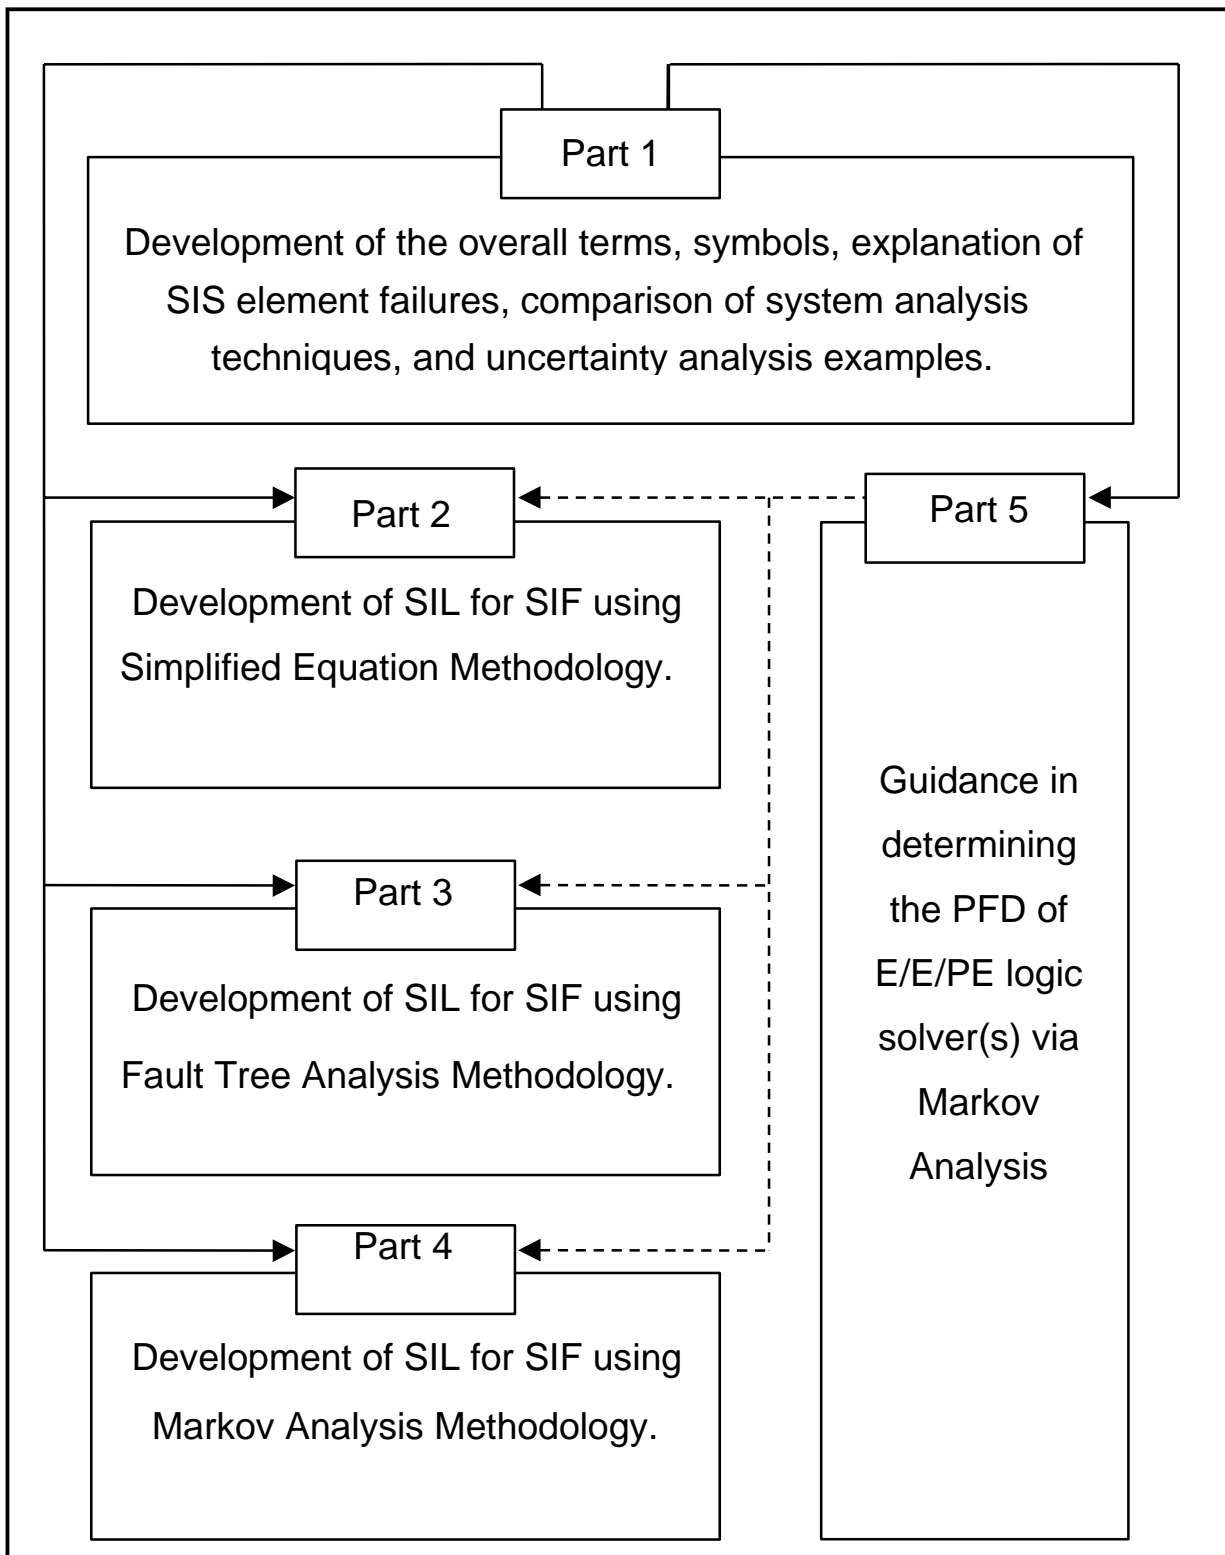 Part 1
Development of the overall terms, symbols, explanation of
SIS element failures, comparison of system analysis
techniques, and uncertainty analysis examples.
Part 2
Development of SIL for SIF using
Simplified Equation Methodology.
Part 3
Development of SIL for SIF using
Fault Tree Analysis Methodology.
Part 4
Development of SIL for SIF using
Markov Analysis Methodology.
Part 5
Guidance in
determining
the PFD of
E/E/PE logic
solver(s) via
Markov
Analysis